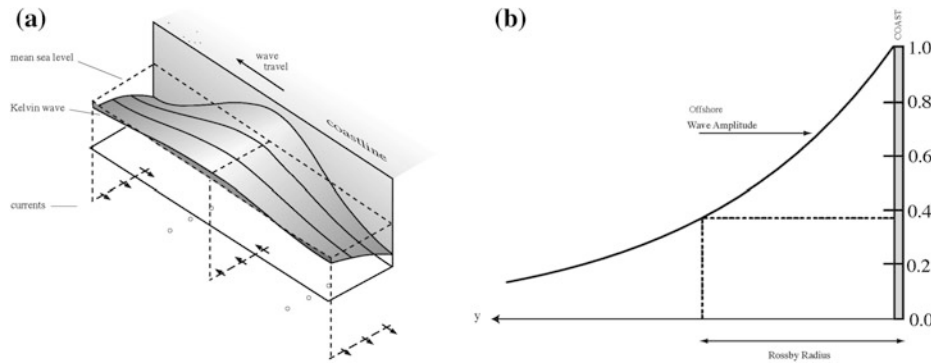 (a)
mean sea level
Kelvin wave
currents
wave
travel
coastline
(b)
COAST
1.0
0.8
0.6
0.4
0.2
0.0
Offshore
Wave Amplitude
y
Rossby Radius